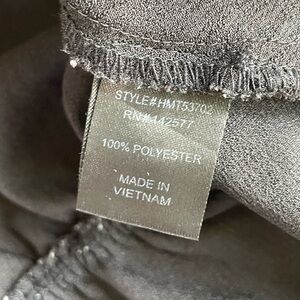 STYLE#HMT53702
RN#142577
100% POLYESTER
MADE IN
VIETNAM